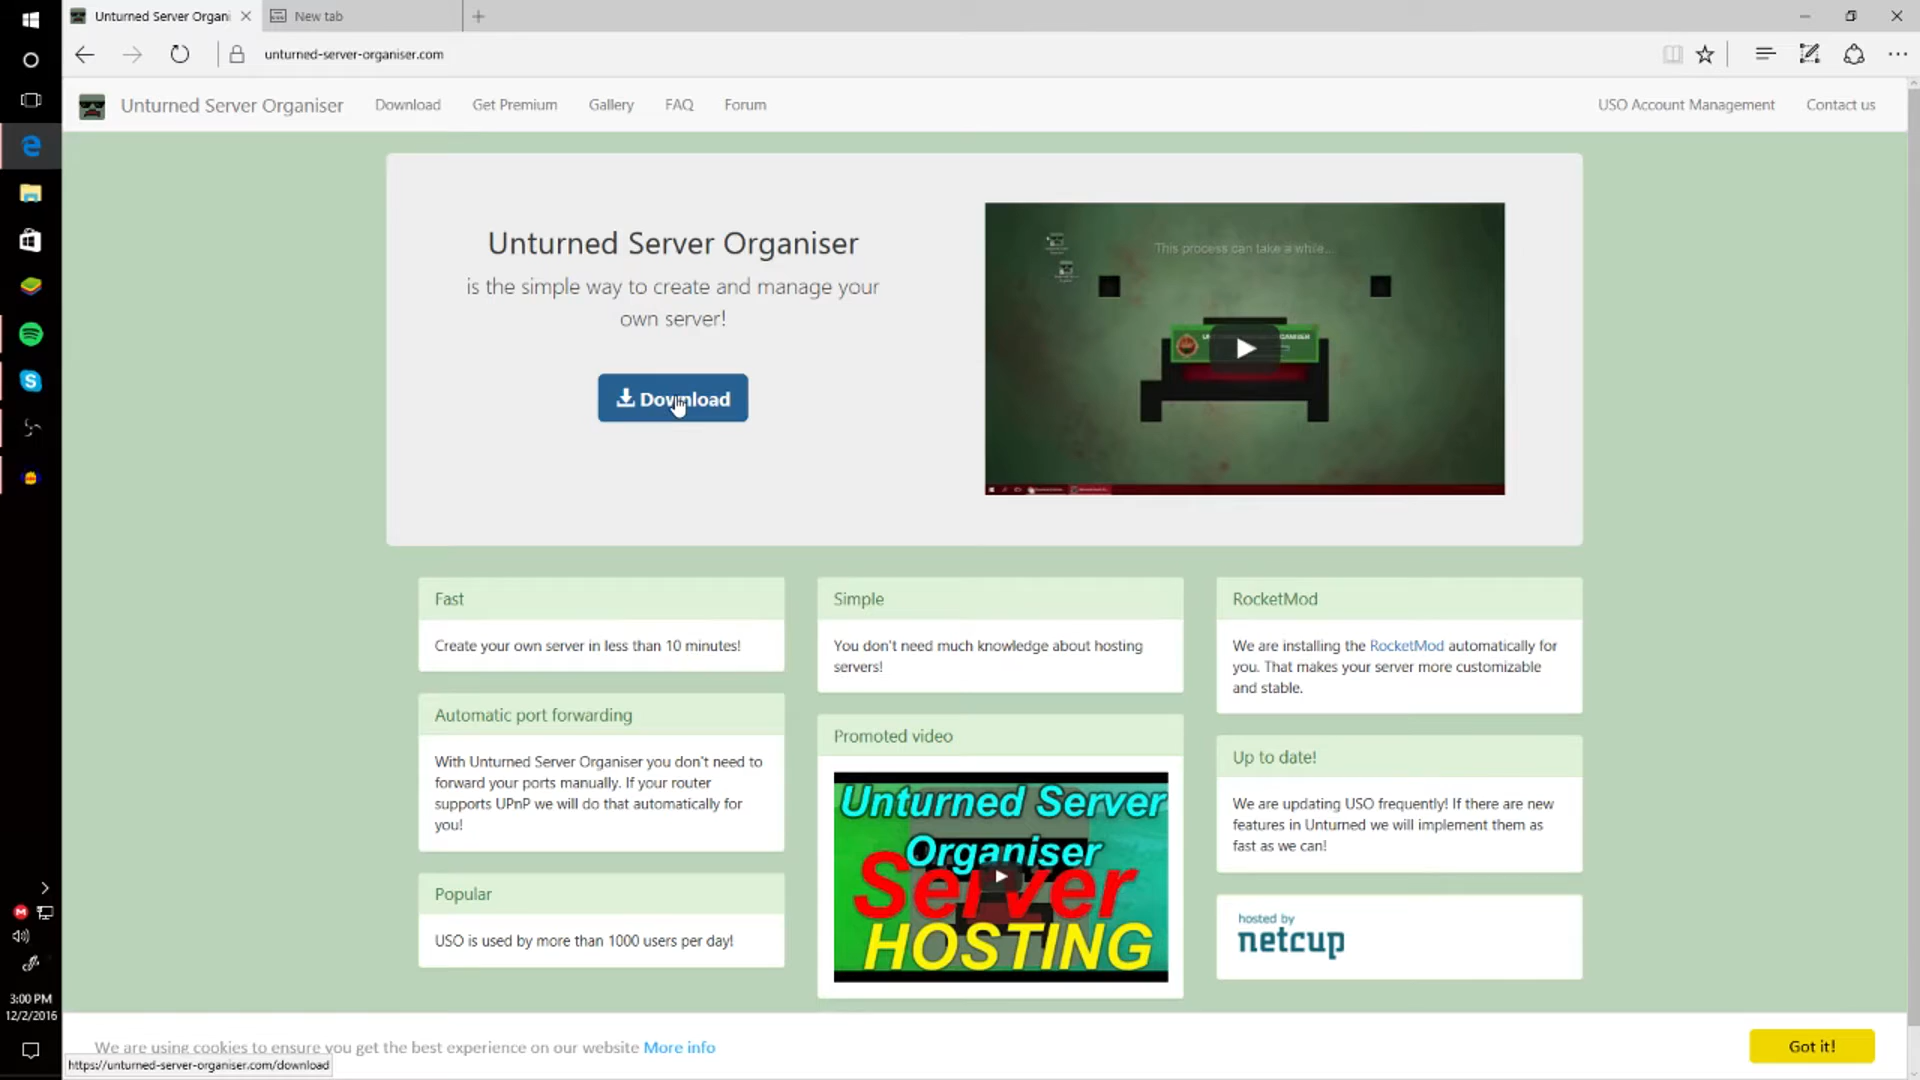 Unturned Server Organi
New tab
unturned-server-organiser.com
Unturned Server Organiser
Download
Get Premium
Gallery
FAQ
Forum
USO Account Management
Contact us
Unturned Server Organiser
is the simple way to create and manage your
own server!
Download
This process can take a while...
Fast
Create your own server in less than 10 minutes!
Automatic port forwarding
With Unturned Server Organiser you don't need to
forward your ports manually. If your router
supports UPnP we will do that automatically for
you!
Popular
USO is used by more than 1000 users per day!
Simple
You don't need much knowledge about hosting
servers!
Promoted video
Unturned Server
Organiser
Server
HOSTING
RocketMod
We are installing the RocketMod automatically for
you. That makes your server more customizable
and stable.
Up to date!
We are updating USO frequently! If there are new
features in Unturned we will implement them as
fast as we can!
hosted by
netcup
3:00 PM
12/2/2016
We are using cookies to ensure you get the best experience on our website More info
Got it!
https://unturned-server-organiser.com/download